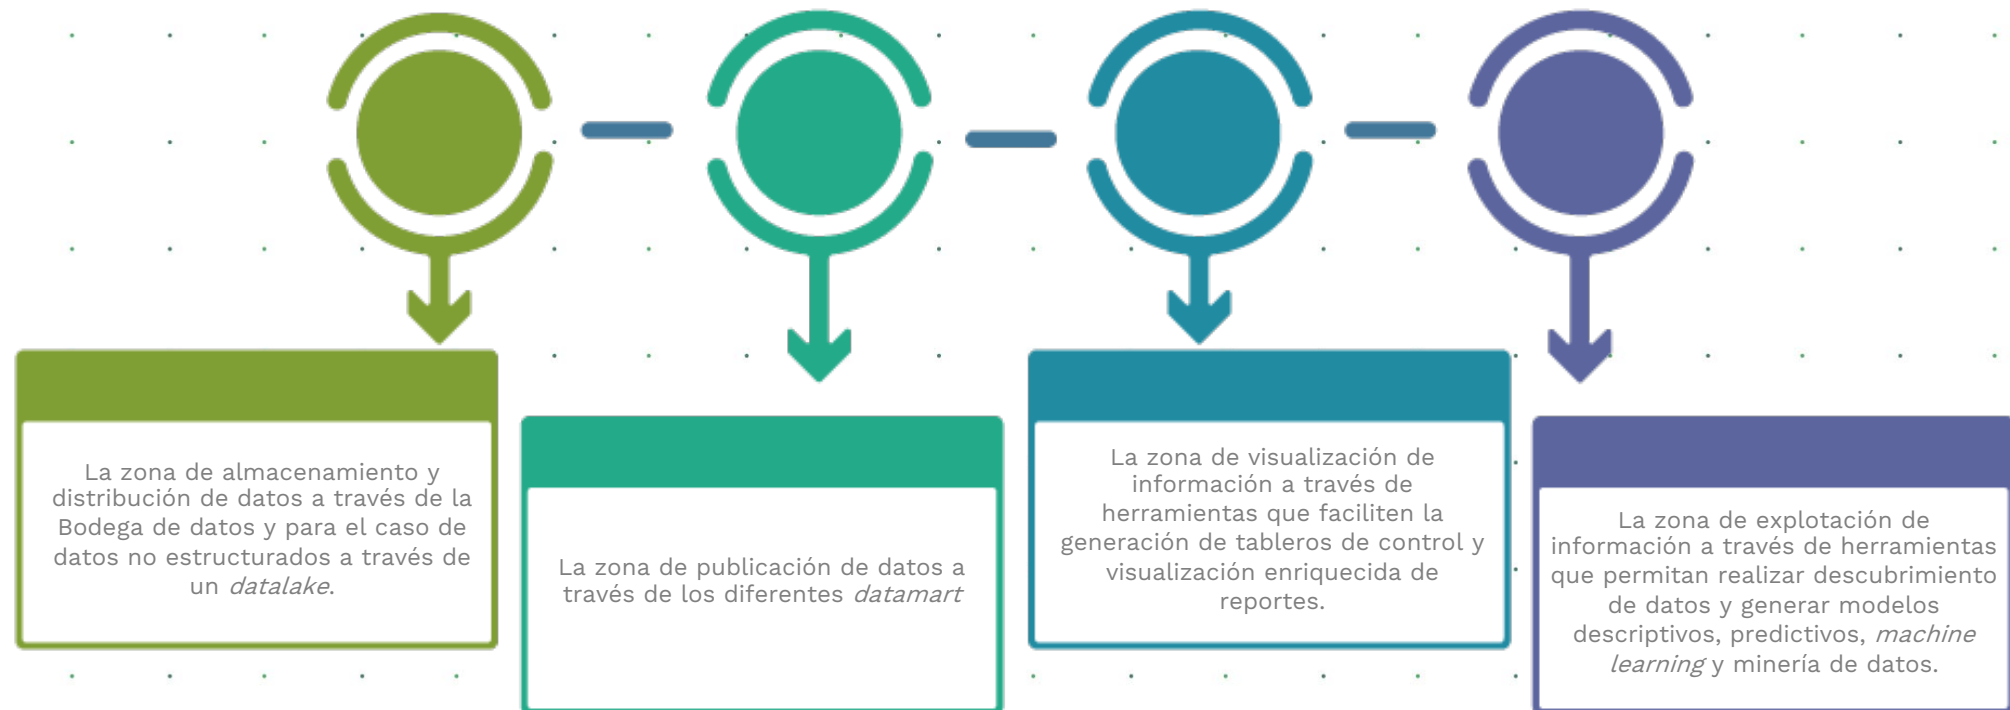 La zona de almacenamiento y
distribución de datos a través de la
Bodega de datos y para el caso de
datos no estructurados a través de
un datalake.
La zona de publicación de datos a
través de los diferentes datamart
La zona de visualización de
información a través de
herramientas que faciliten la
generación de tableros de control y
visualización enriquecida de
reportes.
La zona de explotación de
información a través de herramientas
que permitan realizar descubrimiento
de datos y generar modelos
descriptivos, predictivos, machine
learning y minería de datos.